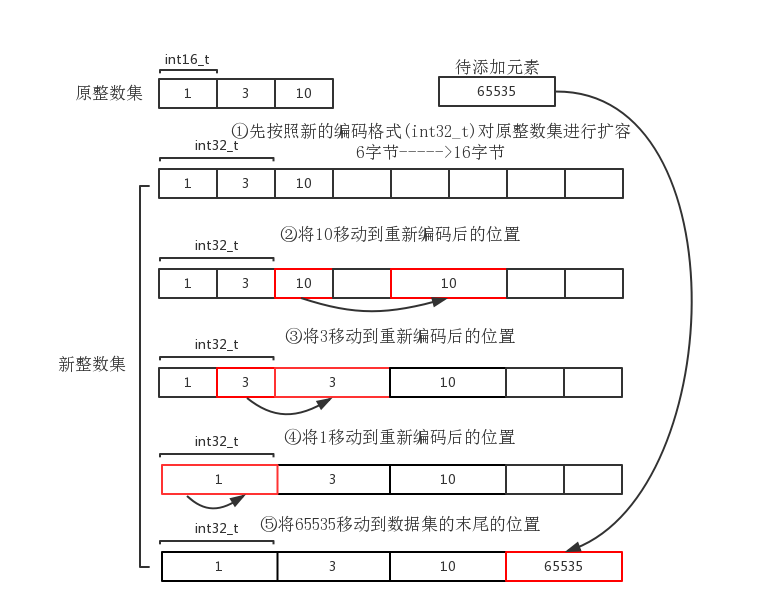 int16_t
待添加元素
原整数集
1 3 10
65535
①先按照新的编码格式(int32_t)对原整数集进行扩容
int32_t
6字节----->16字节
1 3 10
②将10移动到重新编码后的位置
int32_t
1 3 10 10
③将3移动到重新编码后的位置
int32_t
新整数集
1 3 3 10
④将1移动到重新编码后的位置
int32_t
1 3 10
⑤将65535移动到数据集的末尾的位置
int32_t
1 3 10 65535